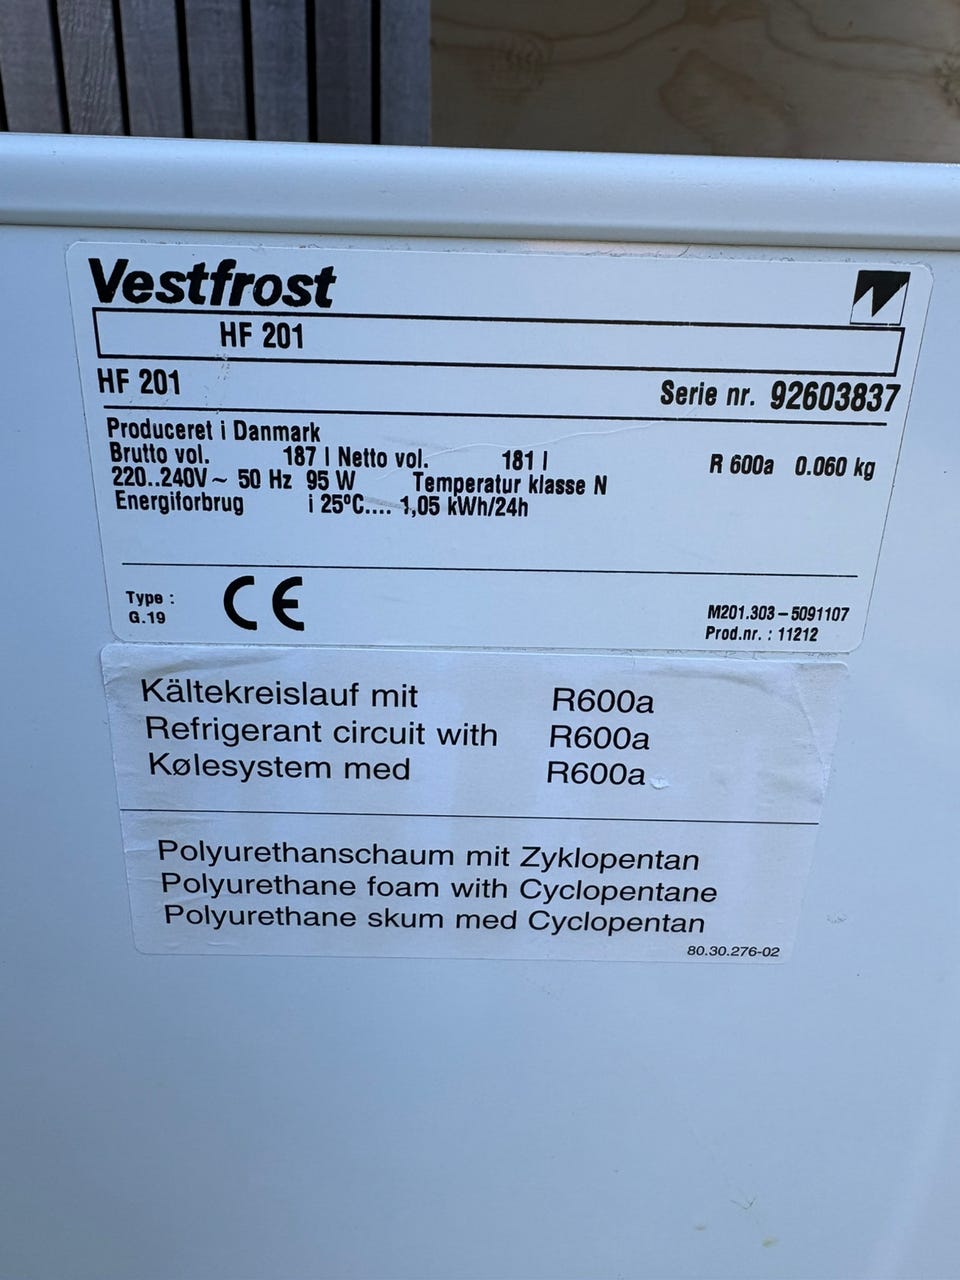 Vestfrost
HF 201
HF 201 Serie nr. 92603837
Produceret i Danmark
Brutto vol. 187 l Netto vol. 181 l R 600a 0.060 kg
220..240V~ 50 Hz 95 W Temperatur klasse N
Energiforbrug i 25°C.... 1,05 kWh/24h
Type :
G.19
CE
M201.303-5091107
Prod.nr. : 11212
Kältekreislauf mit R600a
Refrigerant circuit with R600a
Kølesystem med R600a
Polyurethanschaum mit Zyklopentan
Polyurethane foam with Cyclopentane
Polyurethane skum med Cyclopentan
80.30.276-02